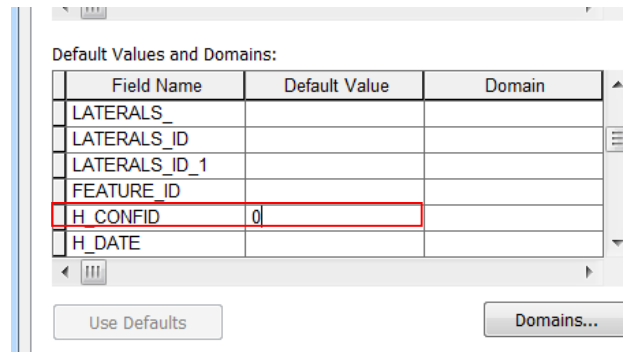 Default Values and Domains:
Field Name Default Value Domain
LATERALS_
LATERALS_ID
LATERALS_ID_1
FEATURE_ID
H_CONFID 0
H_DATE
Use Defaults Domains...